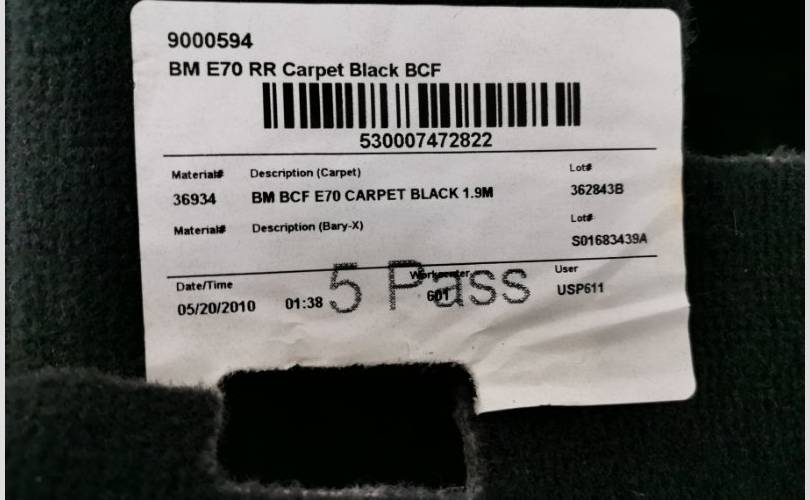 9000594
BM E70 RR Carpet Black BCF
530007472822
Material# Description (Carpet) Lot#
36934 BM BCF E70 CARPET BLACK 1.9M 362843B
Material# Description (Bary-X) Lot#
S01683439A
Date/Time Workcenter User
05/20/2010 01:38 601 USP611
5 Pass